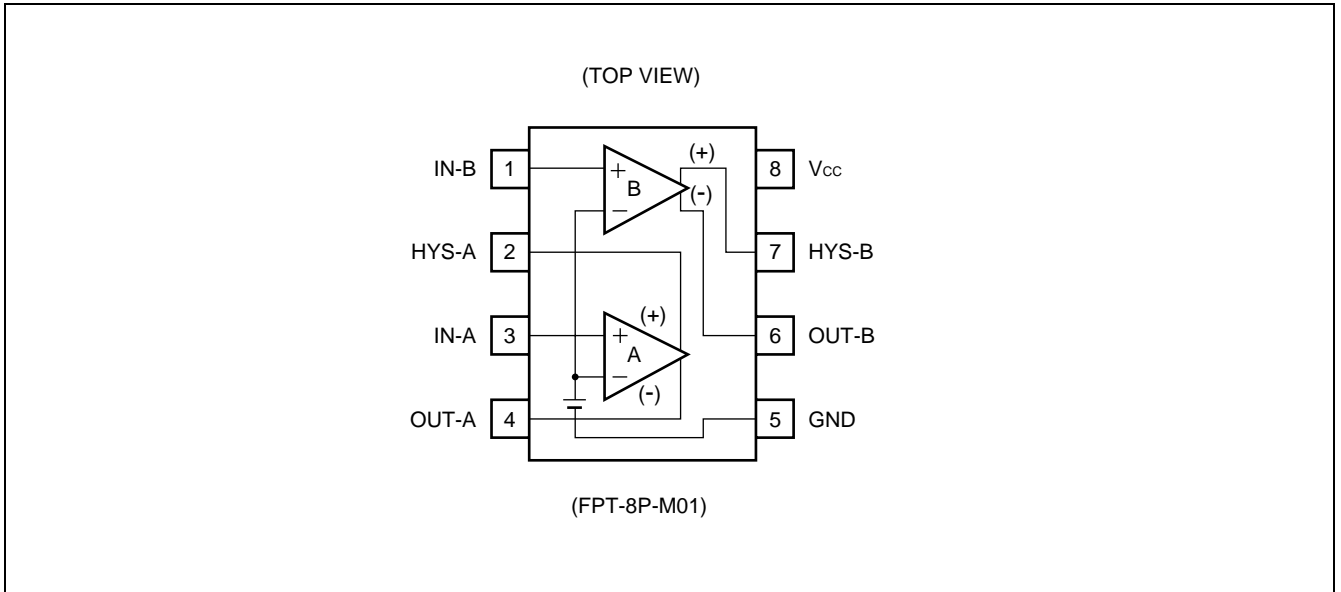 (TOP VIEW)
IN-B 1
HYS-A 2
IN-A 3
OUT-A 4
+ B − (+) (-)
+ A − (+) (-)
8 Vcc
7 HYS-B
6 OUT-B
5 GND
(FPT-8P-M01)